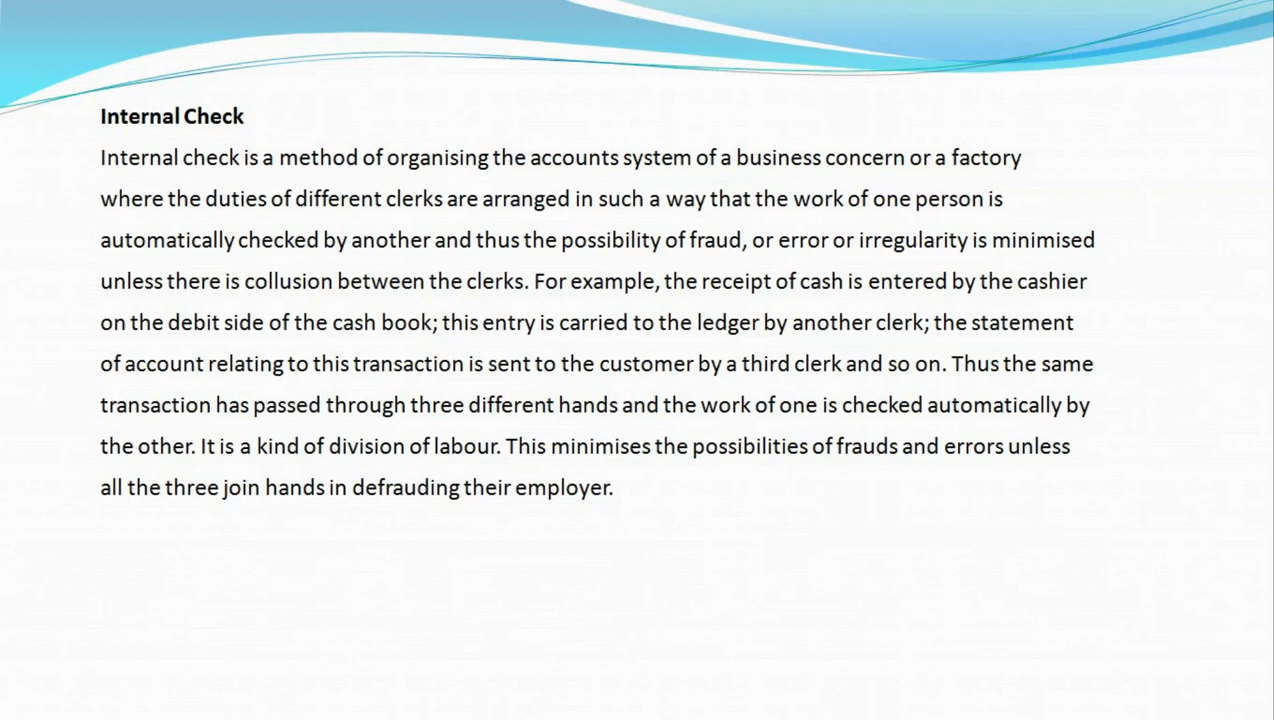 Internal Check
Internal check is a method of organising the accounts system of a business concern or a factory
where the duties of different clerks are arranged in such a way that the work of one person is
automatically checked by another and thus the possibility of fraud, or error or irregularity is minimised
unless there is collusion between the clerks. For example, the receipt of cash is entered by the cashier
on the debit side of the cash book; this entry is carried to the ledger by another clerk; the statement
of account relating to this transaction is sent to the customer by a third clerk and so on. Thus the same
transaction has passed through three different hands and the work of one is checked automatically by
the other. It is a kind of division of labour. This minimises the possibilities of frauds and errors unless
all the three join hands in defrauding their employer.